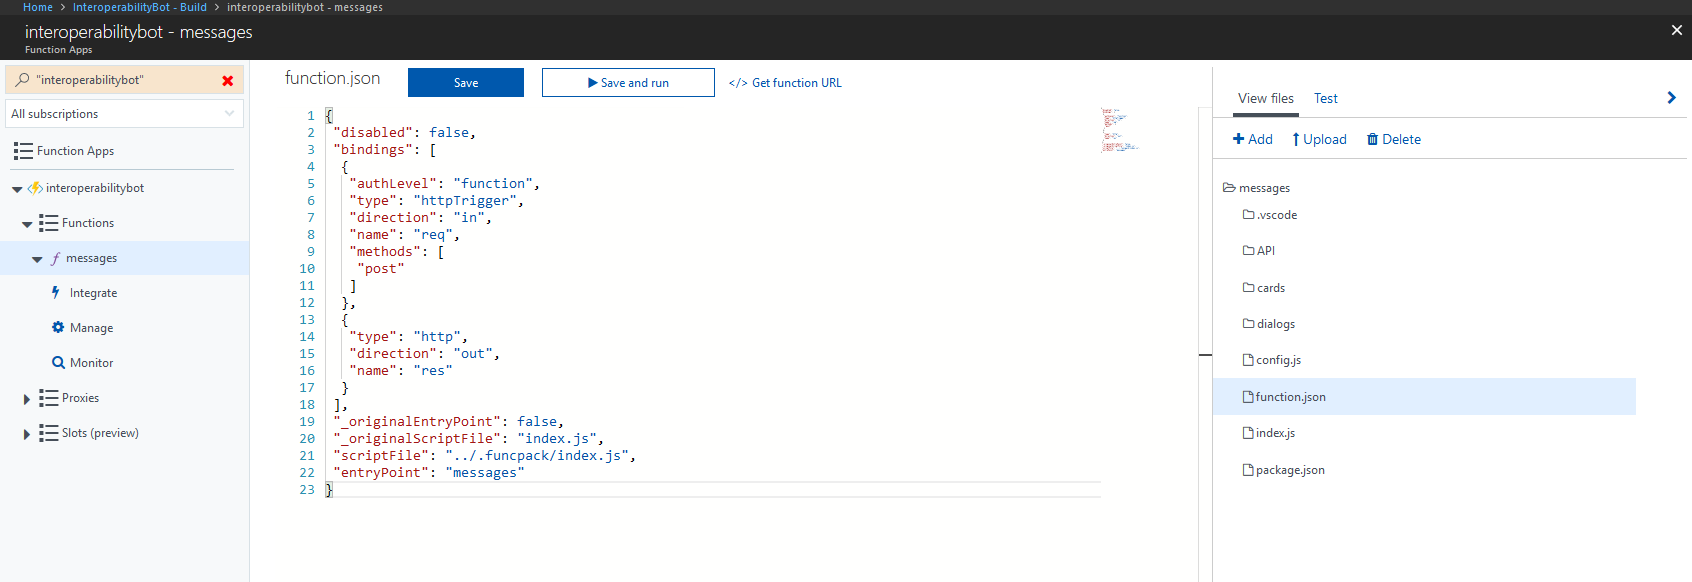 Home > InteroperabilityBot - Build > interoperabilitybot - messages
interoperabilitybot - messages
Function Apps
"interoperabilitybot"
All subscriptions
Function Apps
interoperabilitybot
Functions
messages
Integrate
Manage
Monitor
Proxies
Slots (preview)
function.json
Save
Save and run
</> Get function URL
1 {
2 "disabled": false,
3 "bindings": [
4 {
5 "authLevel": "function",
6 "type": "httpTrigger",
7 "direction": "in",
8 "name": "req",
9 "methods": [
10 "post"
11 ]
12 },
13 {
14 "type": "http",
15 "direction": "out",
16 "name": "res"
17 }
18 ],
19 "_originalEntryPoint": false,
20 "_originalScriptFile": "index.js",
21 "scriptFile": "../.funcpack/index.js",
22 "entryPoint": "messages"
23 }
View files Test
Add Upload Delete
messages
.vscode
API
cards
dialogs
config.js
function.json
index.js
package.json